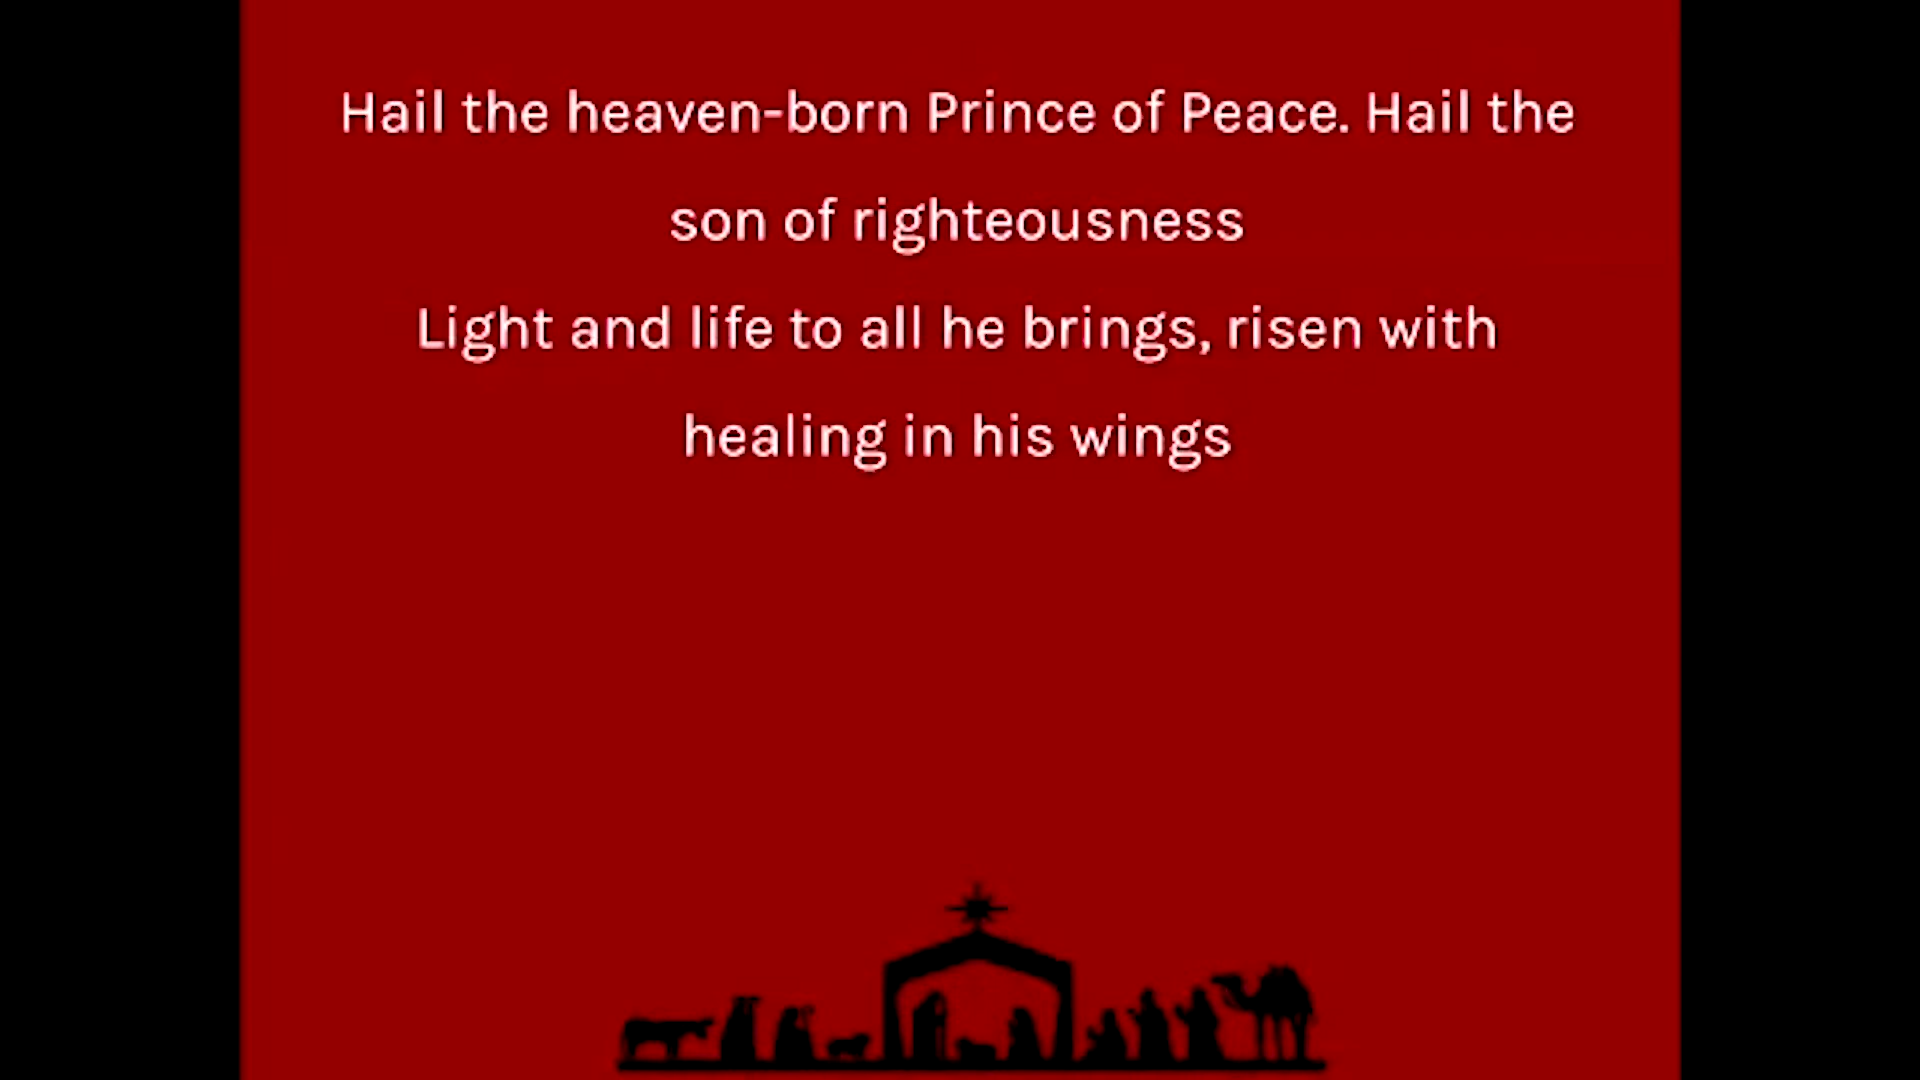 Hail the heaven-born Prince of Peace. Hail the
son of righteousness
Light and life to all he brings, risen with
healing in his wings